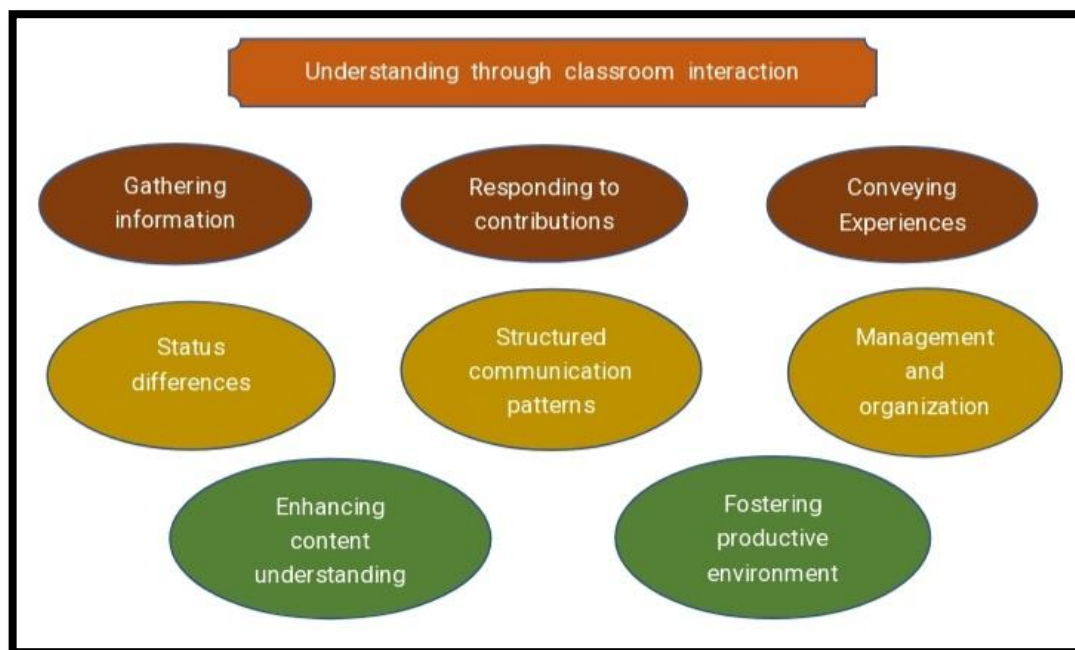 Understanding through classroom interaction
Gathering
information
Responding to
contributions
Conveying
Experiences
Status
differences
Structured
communication
patterns
Management
and
organization
Enhancing
content
understanding
Fostering
productive
environment